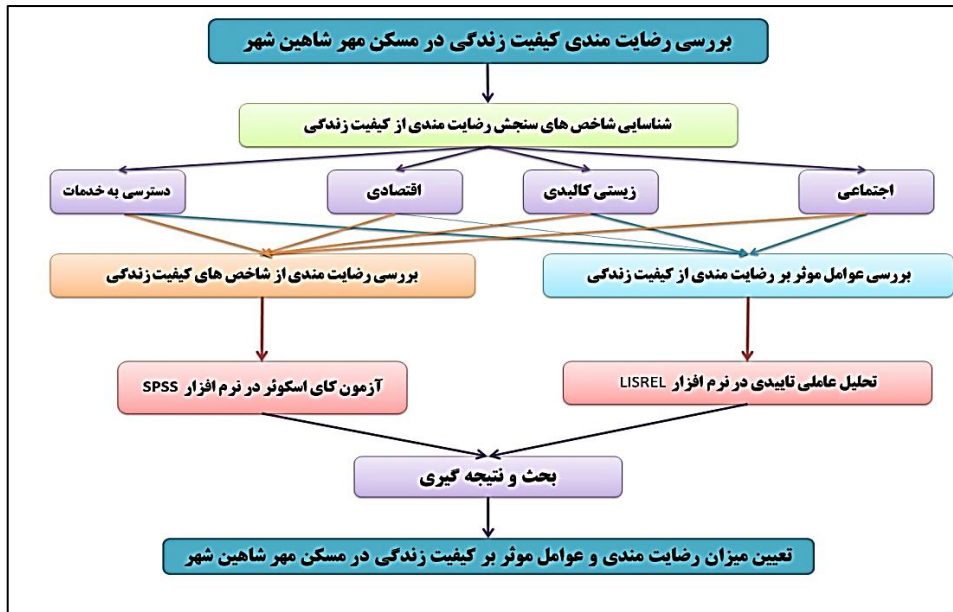 بررسی رضایت مندی کیفیت زندگی در مسکن مهر شاهین شهر
شناسایی شاخص های سنجش رضایت مندی از کیفیت زندگی
اجتماعی
زیستی کالبدی
اقتصادی
دسترسی به خدمات
بررسی عوامل موثر بر رضایت مندی از کیفیت زندگی
بررسی رضایت مندی از شاخص های کیفیت زندگی
تحلیل عاملی تاییدی در نرم افزار LISREL
آزمون کای اسکوئر در نرم افزار SPSS
بحث و نتیجه گیری
تعیین میزان رضایت مندی و عوامل موثر بر کیفیت زندگی در مسکن مهر شاهین شهر